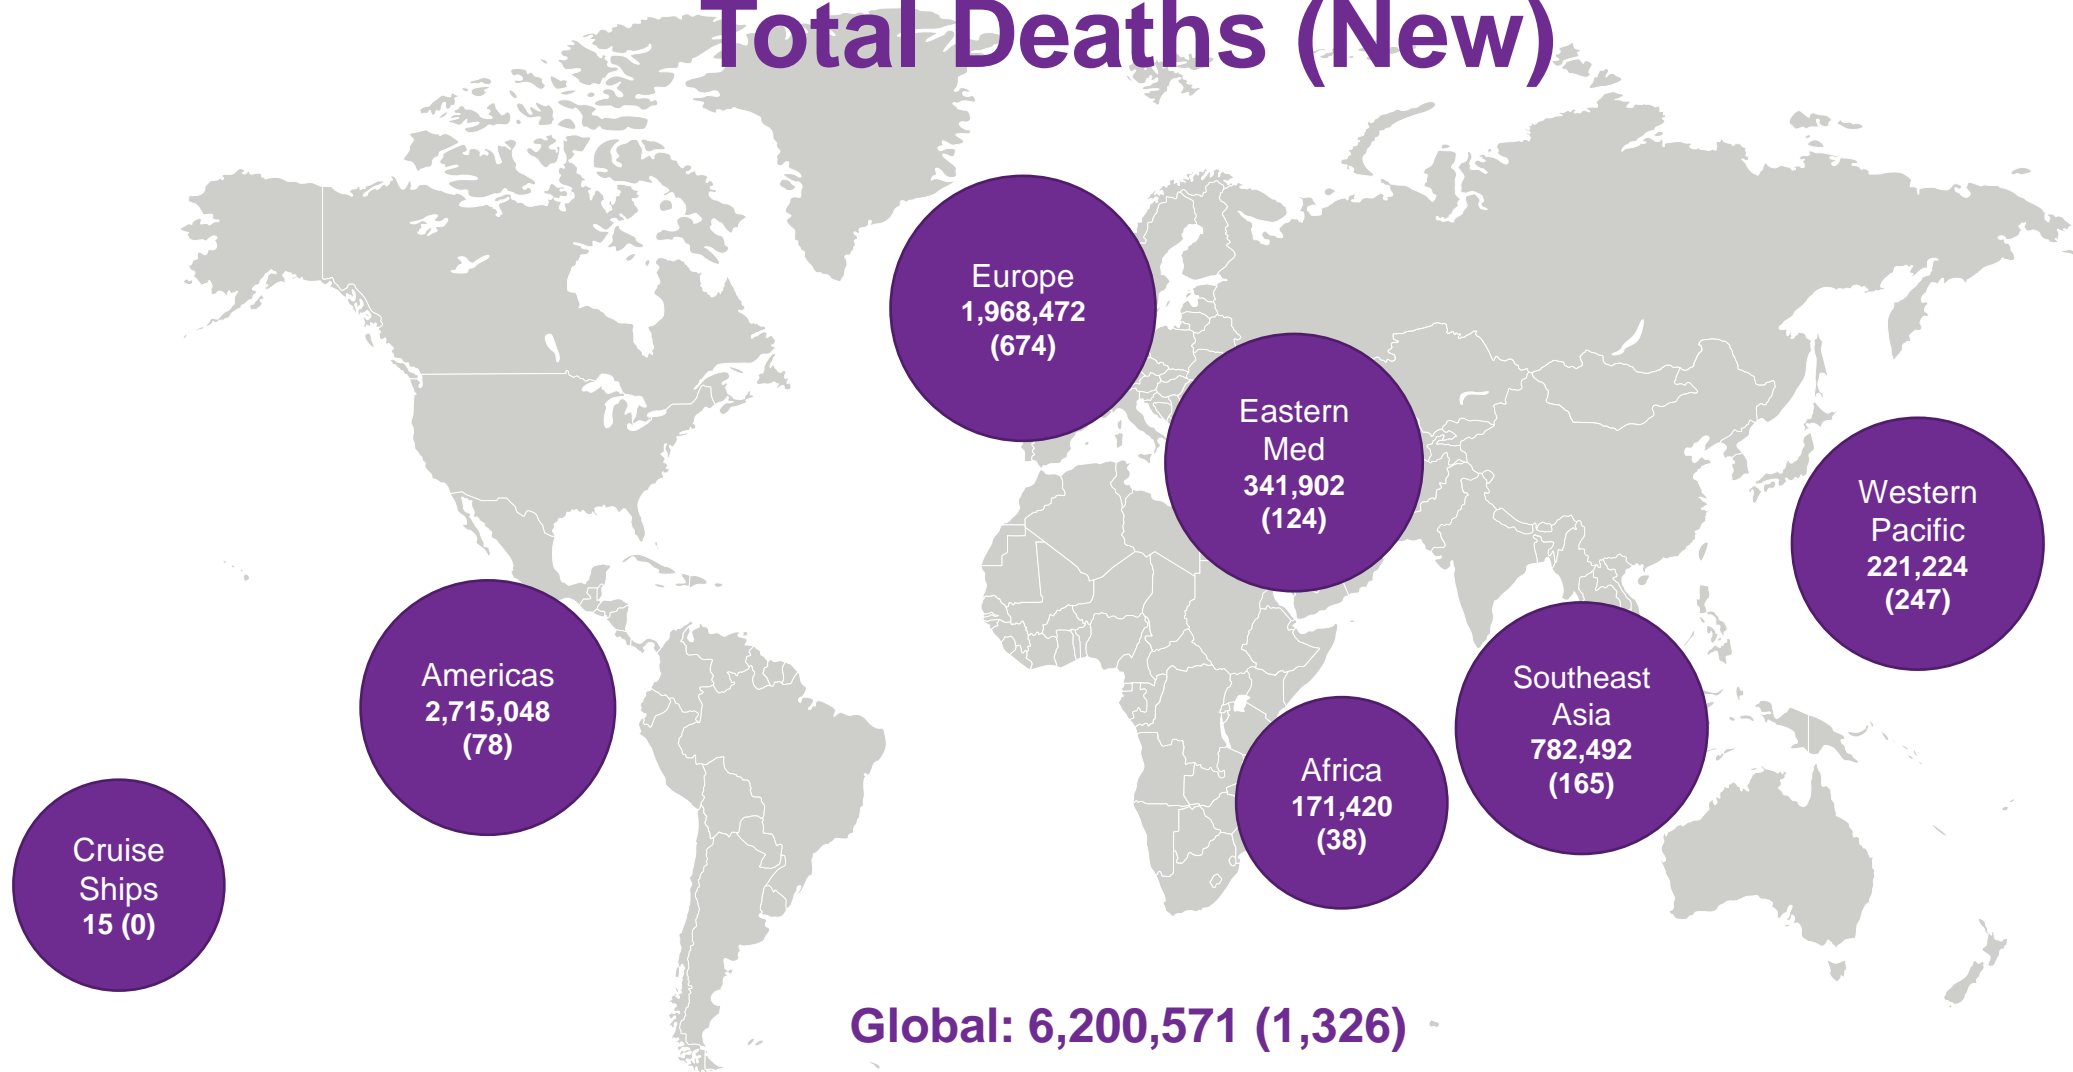 Total Deaths (New)
Europe
1,968,472
(674)
Eastern
Med
341,902
(124)
Western
Pacific
221,224
(247)
Americas
2,715,048
(78)
Southeast
Asia
782,492
(165)
Africa
171,420
(38)
Cruise
Ships
15 (0)
Global: 6,200,571 (1,326)